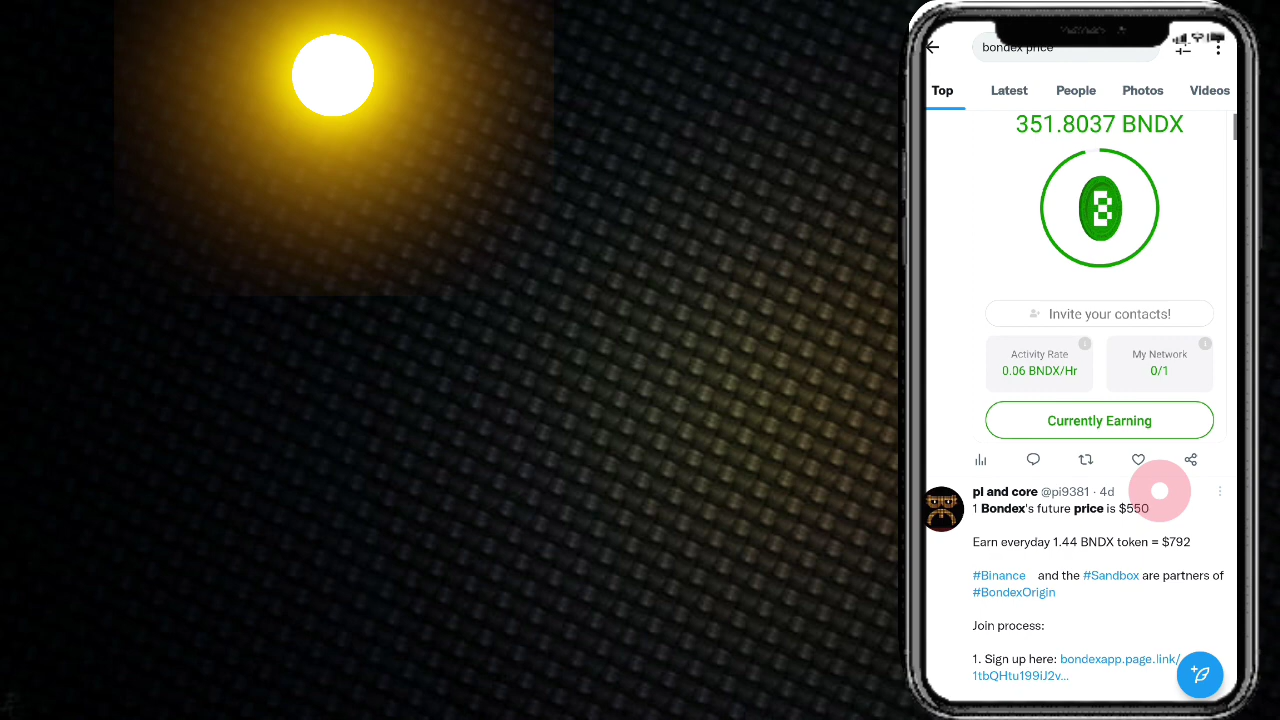 bondex price
Top Latest People Photos Videos
351.8037 BNDX
Invite your contacts!
Activity Rate
0.06 BNDX/Hr
My Network
0/1
Currently Earning
pi and core @pi9381 · 4d
1 Bondex's future price is $550
Earn everyday 1.44 BNDX token = $792
#Binance and the #Sandbox are partners of
#BondexOrigin
Join process:
1. Sign up here: bondexapp.page.link/
1tbQHtu199iJ2v...